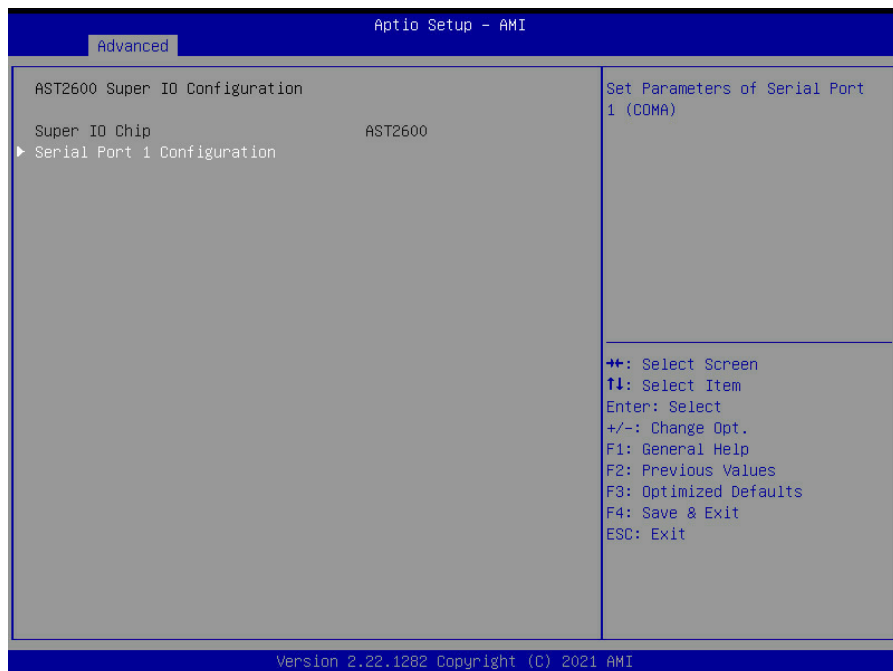 Aptio Setup – AMI
Advanced
AST2600 Super IO Configuration
Super IO Chip AST2600
▶ Serial Port 1 Configuration
Set Parameters of Serial Port
1 (COMA)
→←: Select Screen
↑↓: Select Item
Enter: Select
+/-: Change Opt.
F1: General Help
F2: Previous Values
F3: Optimized Defaults
F4: Save & Exit
ESC: Exit
Version 2.22.1282 Copyright (C) 2021 AMI